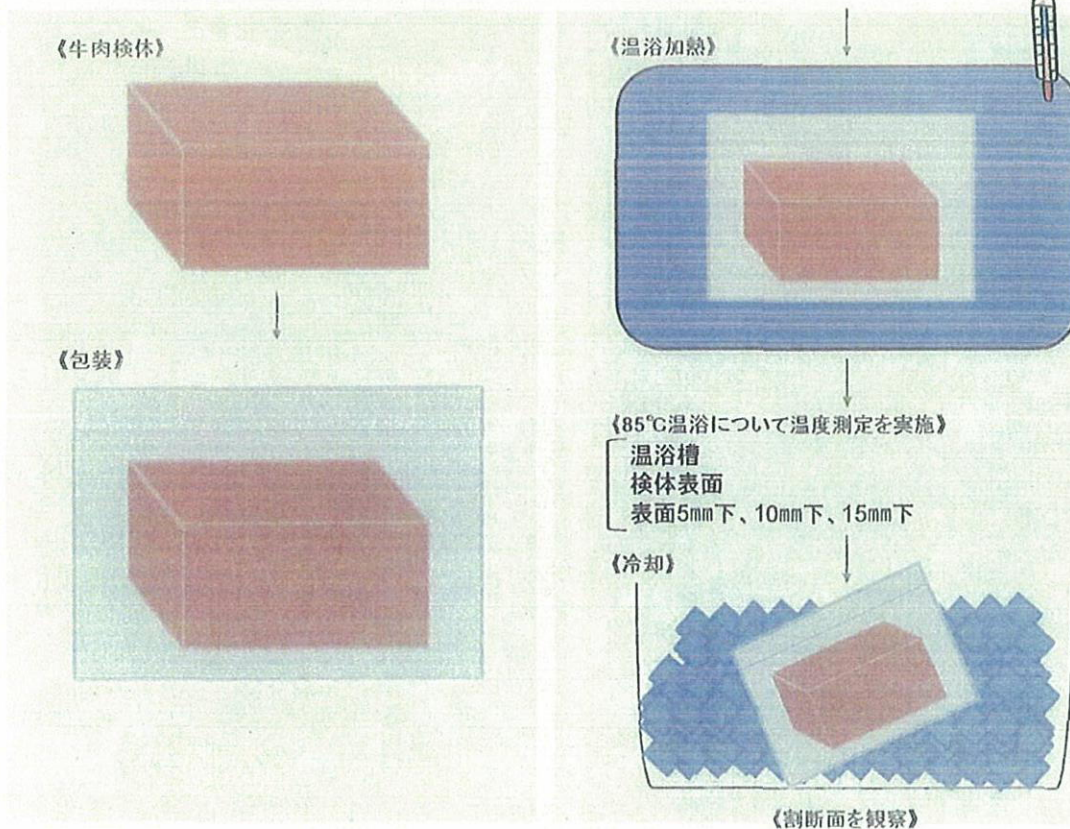 《牛肉検体》
《包装》
《温浴加熱》
《85℃温浴について温度測定を実施》
温浴槽
検体表面
表面5mm下、10mm下、15mm下
《冷却》
《割断面を観察》